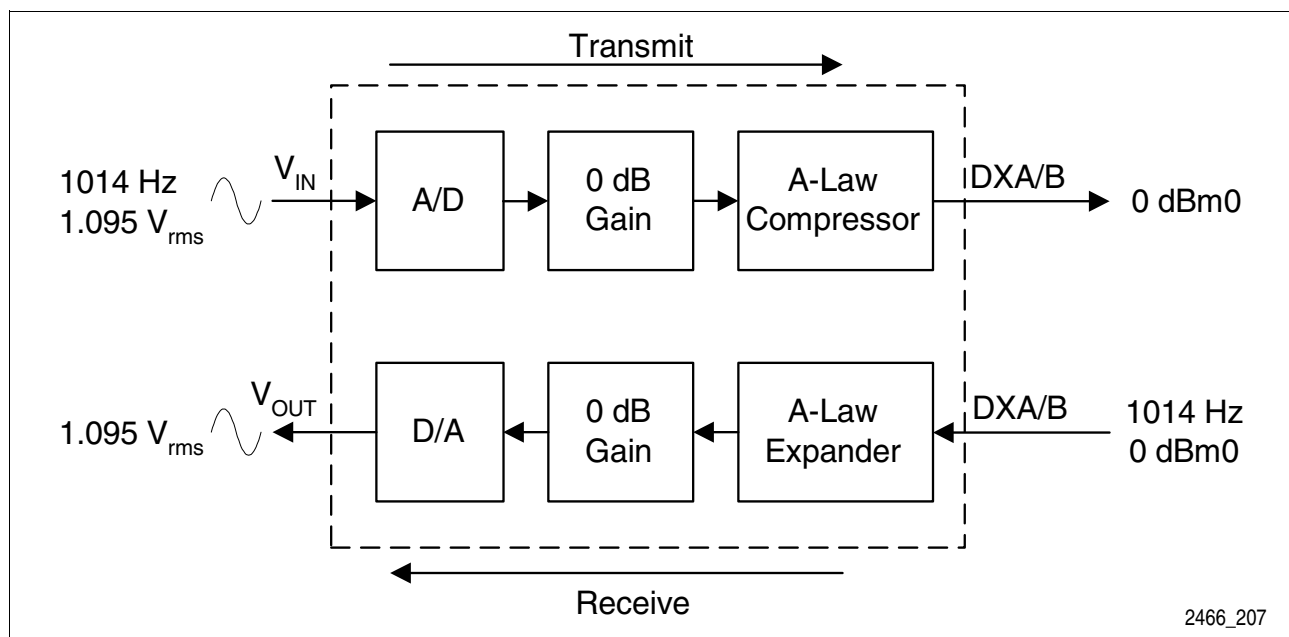 Transmit
1014 Hz
1.095 Vrms
VIN
A/D
0 dB
Gain
A-Law
Compressor
DXA/B
0 dBm0
1.095 Vrms
VOUT
D/A
0 dB
Gain
A-Law
Expander
DXA/B
1014 Hz
0 dBm0
Receive
2466_207